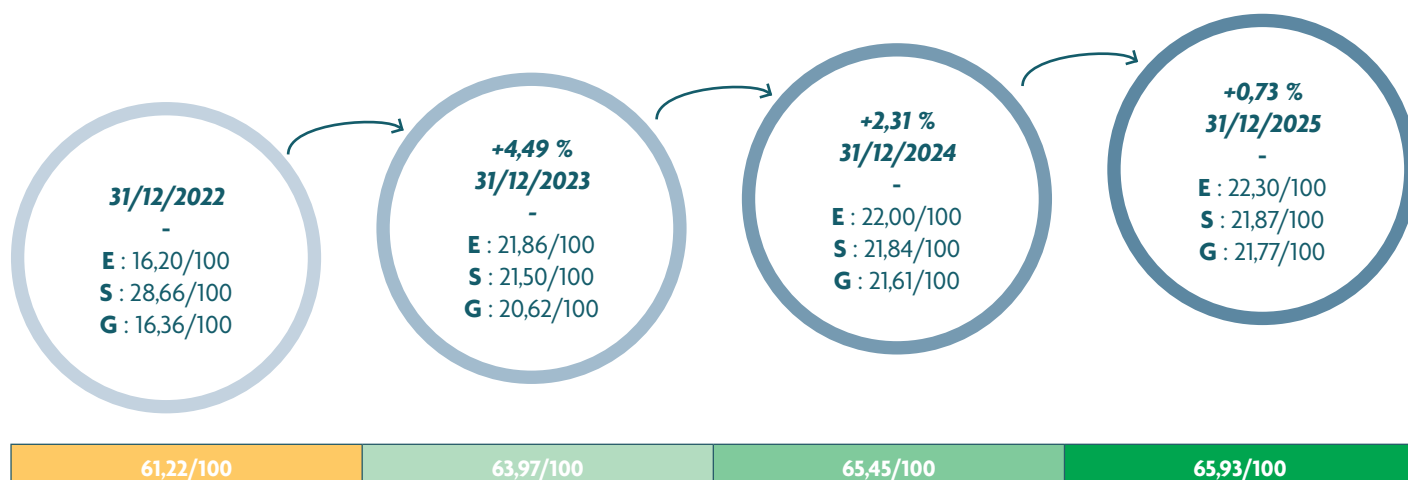 31/12/2022
-
E : 16,20/100
S : 28,66/100
G : 16,36/100
+4,49 %
31/12/2023
-
E : 21,86/100
S : 21,50/100
G : 20,62/100
+2,31 %
31/12/2024
-
E : 22,00/100
S : 21,84/100
G : 21,61/100
+0,73 %
31/12/2025
-
E : 22,30/100
S : 21,87/100
G : 21,77/100
61,22/100
63,97/100
65,45/100
65,93/100